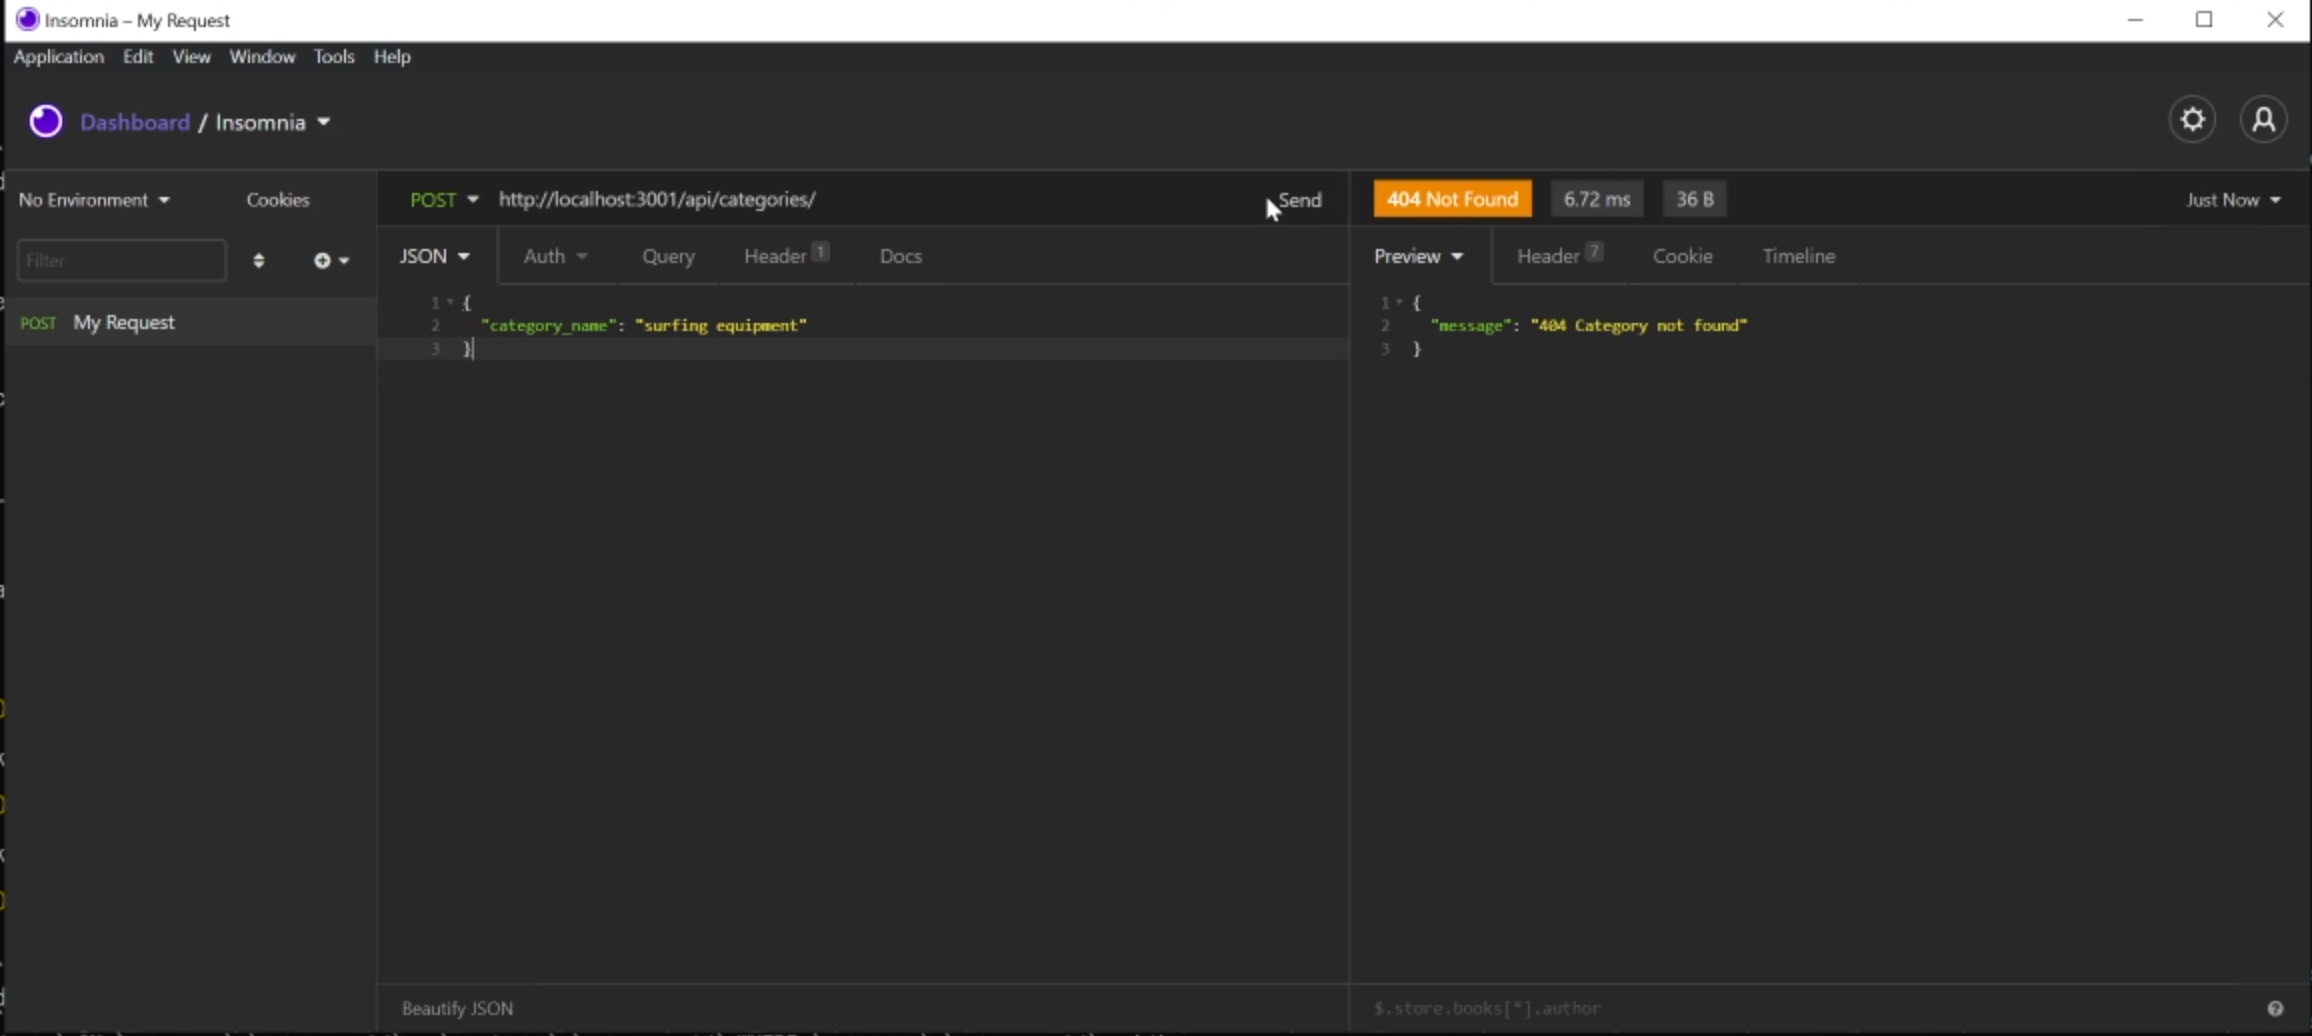 Insomnia – My Request
Application Edit View Window Tools Help
Dashboard / Insomnia
No Environment Cookies
POST http://localhost:3001/api/categories/ Send
404 Not Found 6.72 ms 36 B Just Now
Filter
JSON Auth Query Header 1 Docs
Preview Header 7 Cookie Timeline
POST My Request
1 {
2 "category_name": "surfing equipment"
3 }
1 {
2 "message": "404 Category not found"
3 }
Beautify JSON
$.store.books[*].author